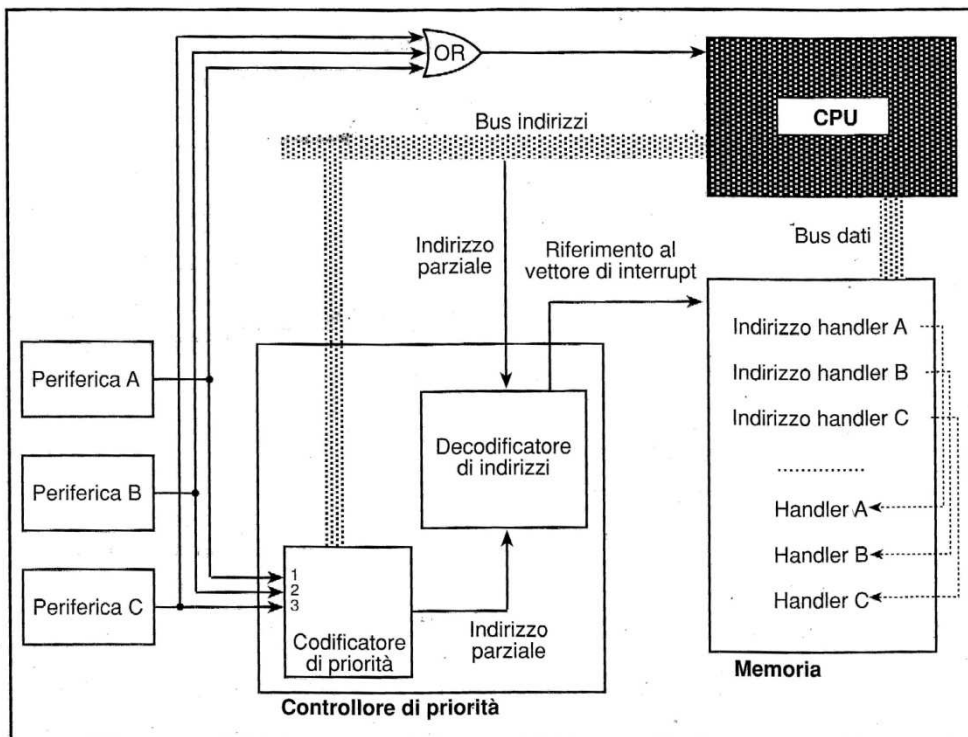 OR
CPU
Bus indirizzi
Bus dati
Indirizzo
parziale
Riferimento al
vettore di interrupt
Periferica A
Periferica B
Periferica C
Decodificatore
di indirizzi
1
2
3
Codificatore
di priorità
Indirizzo
parziale
Controllore di priorità
Indirizzo handler A
Indirizzo handler B
Indirizzo handler C
..............
Handler A
Handler B
Handler C
Memoria